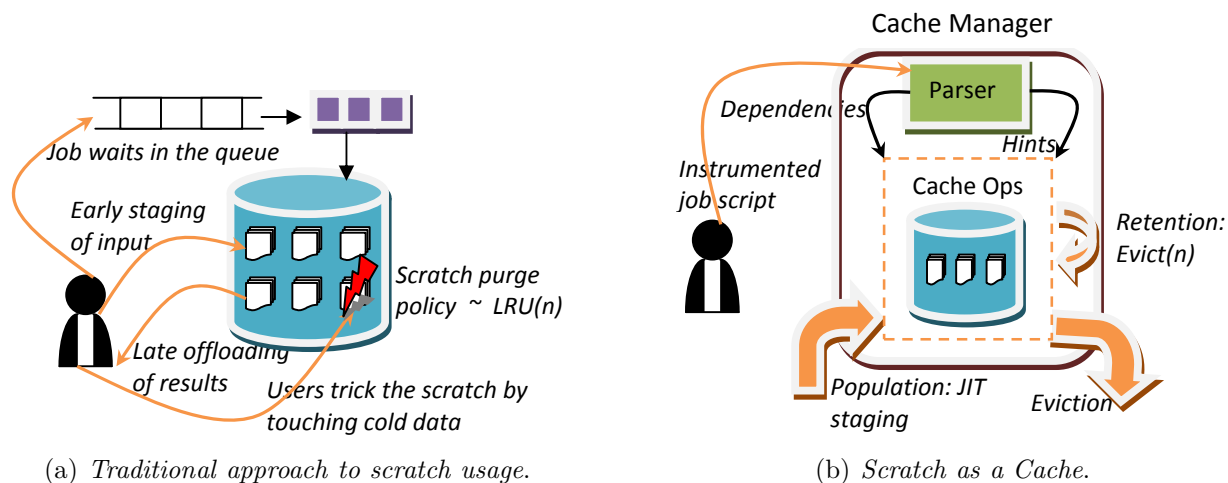 Job waits in the queue
Early staging
of input
Scratch purge
policy ~ LRU(n)
Late offloading
of results
Users trick the scratch by
touching cold data
(a) Traditional approach to scratch usage.
Cache Manager
Parser
Dependencies
Hints
Instrumented
job script
Cache Ops
Retention:
Evict(n)
Population: JIT
staging
Eviction
(b) Scratch as a Cache.